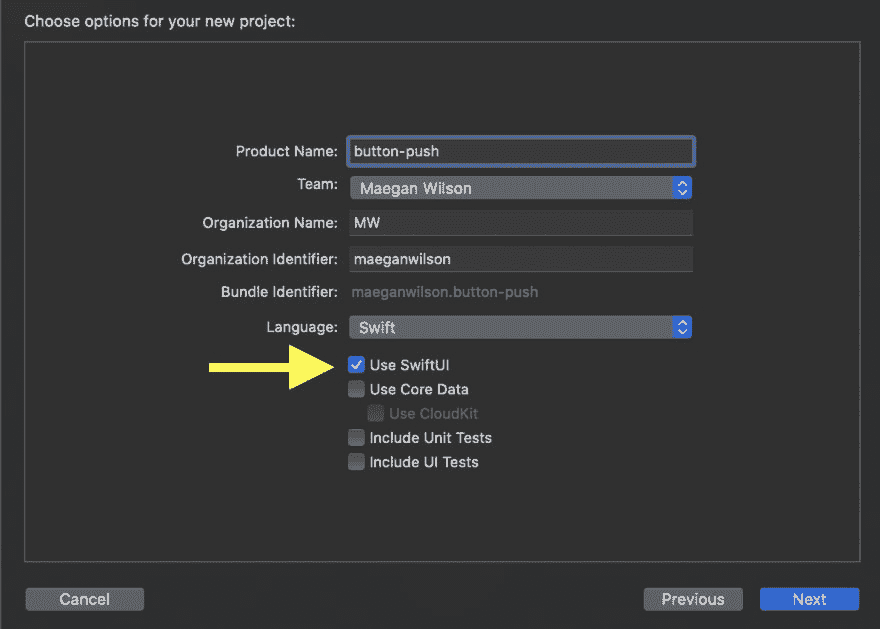 Choose options for your new project:
Product Name: button-push
Team: Maegan Wilson
Organization Name: MW
Organization Identifier: maeganwilson
Bundle Identifier: maeganwilson.button-push
Language: Swift
Use SwiftUI
Use Core Data
Use CloudKit
Include Unit Tests
Include UI Tests
Cancel Previous Next